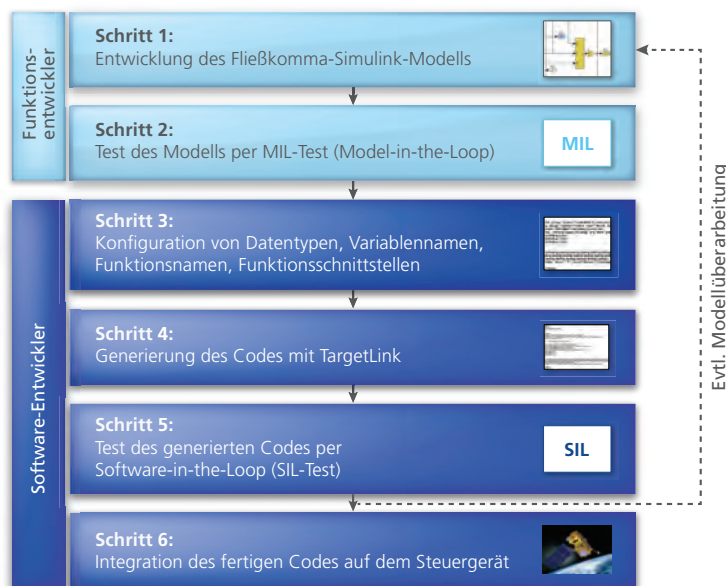 Funktions-
entwickler
Schritt 1:
Entwicklung des Fließkomma-Simulink-Modells
Schritt 2:
Test des Modells per MIL-Test (Model-in-the-Loop)
MIL
Software-Entwickler
Schritt 3:
Konfiguration von Datentypen, Variablennamen,
Funktionsnamen, Funktionsschnittstellen
Schritt 4:
Generierung des Codes mit TargetLink
Schritt 5:
Test des generierten Codes per
Software-in-the-Loop (SIL-Test)
SIL
Schritt 6:
Integration des fertigen Codes auf dem Steuergerät
Evtl. Modellüberarbeitung